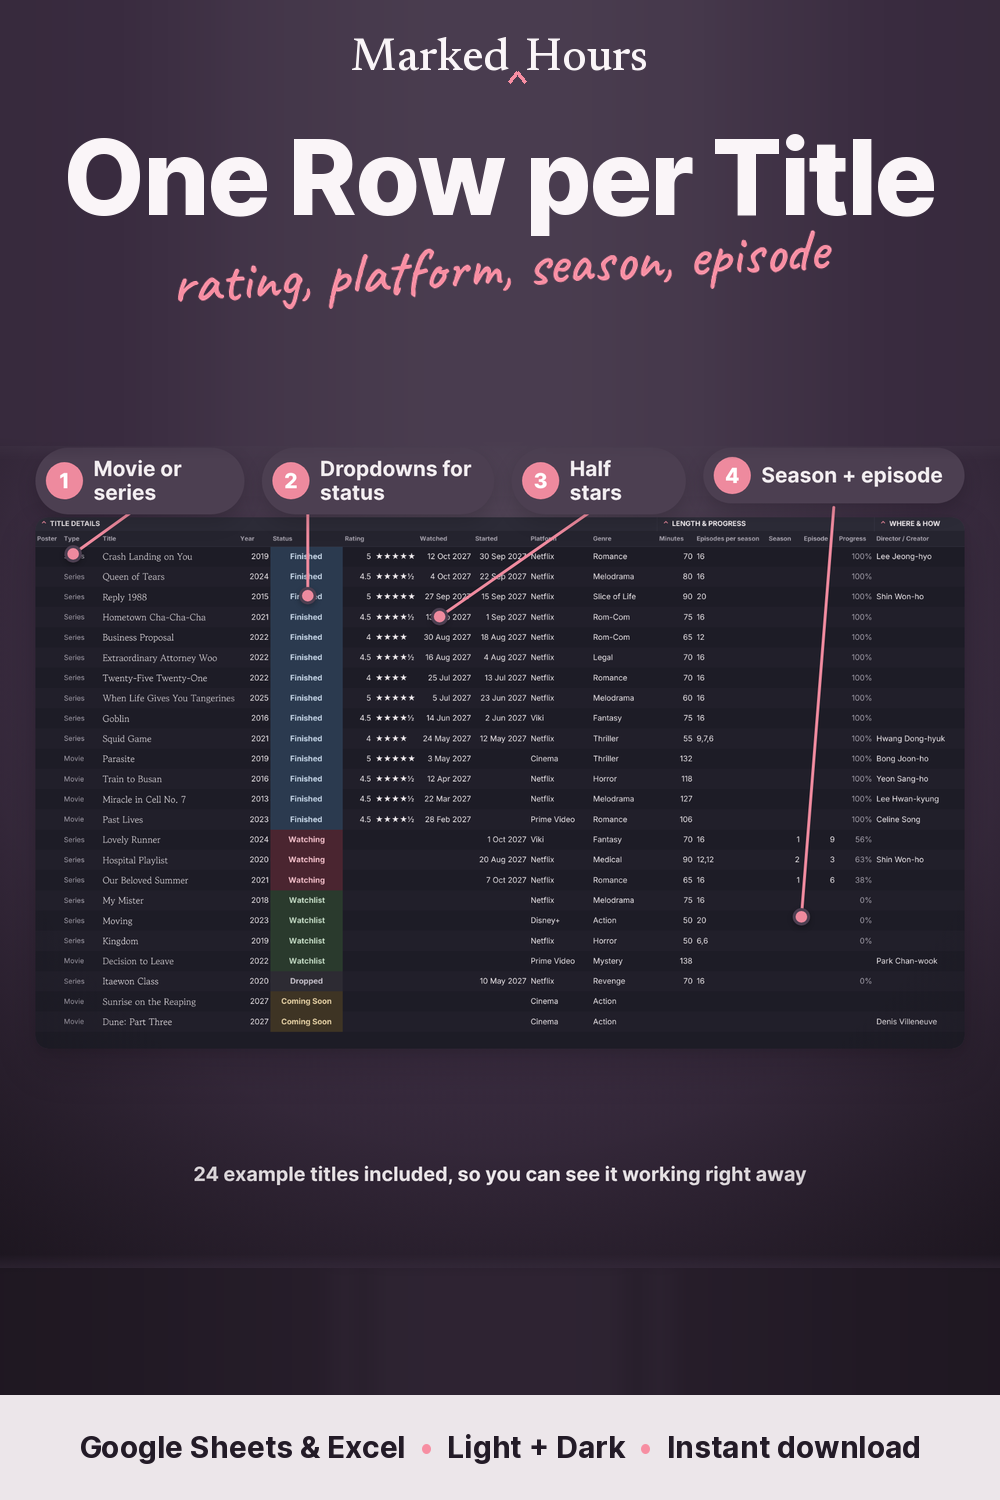 Marked Hours
One Row per Title
rating, platform, season, episode
1 Movie or series
2 Dropdowns for status
3 Half stars
4 Season + episode
TITLE DETAILS LENGTH & PROGRESS WHERE & HOW
Poster Type Title Year Status Rating Watched Started Platform Genre Minutes Episodes per season Season Episode Progress Director / Creator
Crash Landing on You 2019 Finished 5 ★★★★★ 12 Oct 2027 30 Sep 2027 Netflix Romance 70 16 100% Lee Jeong-hyo
Series Queen of Tears 2024 Finished 4.5 ★★★★½ 4 Oct 2027 22 Sep 2027 Netflix Melodrama 80 16 100%
Series Reply 1988 2015 Finished 5 ★★★★★ 27 Sep 2027 15 Sep 2027 Netflix Slice of Life 90 20 100% Shin Won-ho
Series Hometown Cha-Cha-Cha 2021 Finished 4.5 ★★★★½ 2027 1 Sep 2027 Netflix Rom-Com 75 16 100%
Series Business Proposal 2022 Finished 4 ★★★★ 30 Aug 2027 18 Aug 2027 Netflix Rom-Com 65 12 100%
Series Extraordinary Attorney Woo 2022 Finished 4.5 ★★★★½ 16 Aug 2027 4 Aug 2027 Netflix Legal 70 16 100%
Series Twenty-Five Twenty-One 2022 Finished 4 ★★★★ 25 Jul 2027 13 Jul 2027 Netflix Romance 70 16 100%
Series When Life Gives You Tangerines 2025 Finished 5 ★★★★★ 5 Jul 2027 23 Jun 2027 Netflix Melodrama 60 16 100%
Series Goblin 2016 Finished 4.5 ★★★★½ 14 Jun 2027 2 Jun 2027 Viki Fantasy 75 16 100%
Series Squid Game 2021 Finished 4 ★★★★ 24 May 2027 12 May 2027 Netflix Thriller 55 9,7,6 100% Hwang Dong-hyuk
Movie Parasite 2019 Finished 5 ★★★★★ 3 May 2027 Cinema Thriller 132 100% Bong Joon-ho
Movie Train to Busan 2016 Finished 4.5 ★★★★½ 12 Apr 2027 Netflix Horror 118 100% Yeon Sang-ho
Movie Miracle in Cell No. 7 2013 Finished 4.5 ★★★★½ 22 Mar 2027 Netflix Melodrama 127 100% Lee Hwan-kyung
Movie Past Lives 2023 Finished 4.5 ★★★★½ 28 Feb 2027 Prime Video Romance 106 100% Celine Song
Series Lovely Runner 2024 Watching 1 Oct 2027 Viki Fantasy 70 16 1 9 56%
Series Hospital Playlist 2020 Watching 20 Aug 2027 Netflix Medical 90 12,12 2 3 63% Shin Won-ho
Series Our Beloved Summer 2021 Watching 7 Oct 2027 Netflix Romance 65 16 1 6 38%
Series My Mister 2018 Watchlist Netflix Melodrama 75 16 0%
Series Moving 2023 Watchlist Disney+ Action 50 20 0%
Series Kingdom 2019 Watchlist Netflix Horror 50 6,6 0%
Movie Decision to Leave 2022 Watchlist Prime Video Mystery 138 Park Chan-wook
Series Itaewon Class 2020 Dropped 10 May 2027 Netflix Revenge 70 16 0%
Movie Sunrise on the Reaping 2027 Coming Soon Cinema Action
Movie Dune: Part Three 2027 Coming Soon Cinema Action Denis Villeneuve
24 example titles included, so you can see it working right away
Google Sheets & Excel • Light + Dark • Instant download